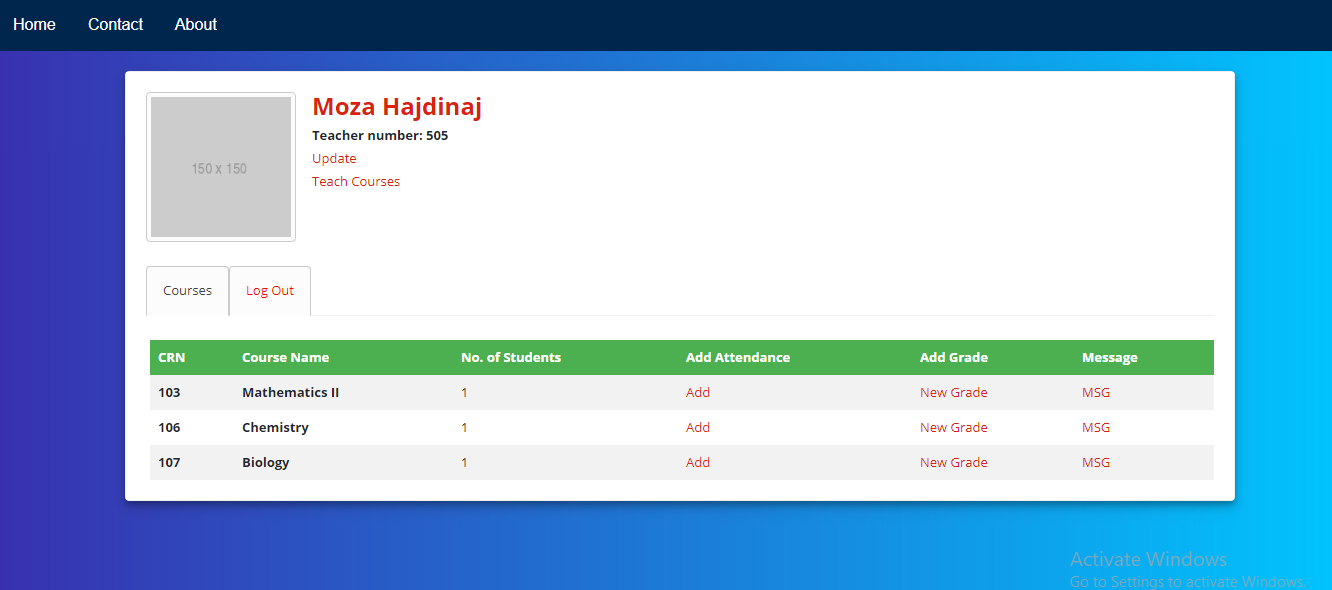 Home Contact About
Moza Hajdinaj
150 x 150
Teacher number: 505
Update
Teach Courses
Courses Log Out
CRN Course Name No. of Students Add Attendance Add Grade Message
103 Mathematics II 1 Add New Grade MSG
106 Chemistry 1 Add New Grade MSG
107 Biology 1 Add New Grade MSG
Activate Windows
Go to Settings to activate Windows.